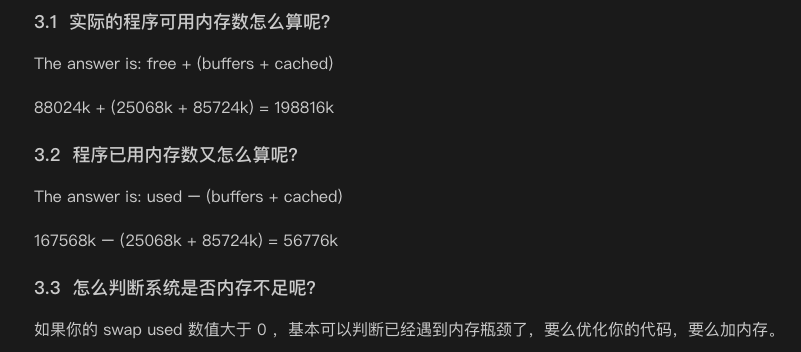 3.1 实际的程序可用内存数怎么算呢？
The answer is: free + (buffers + cached)
88024k + (25068k + 85724k) = 198816k
3.2 程序已用内存数又怎么算呢？
The answer is: used — (buffers + cached)
167568k — (25068k + 85724k) = 56776k
3.3 怎么判断系统是否内存不足呢？
如果你的 swap used 数值大于 0 ，基本可以判断已经遇到内存瓶颈了，要么优化你的代码，要么加内存。